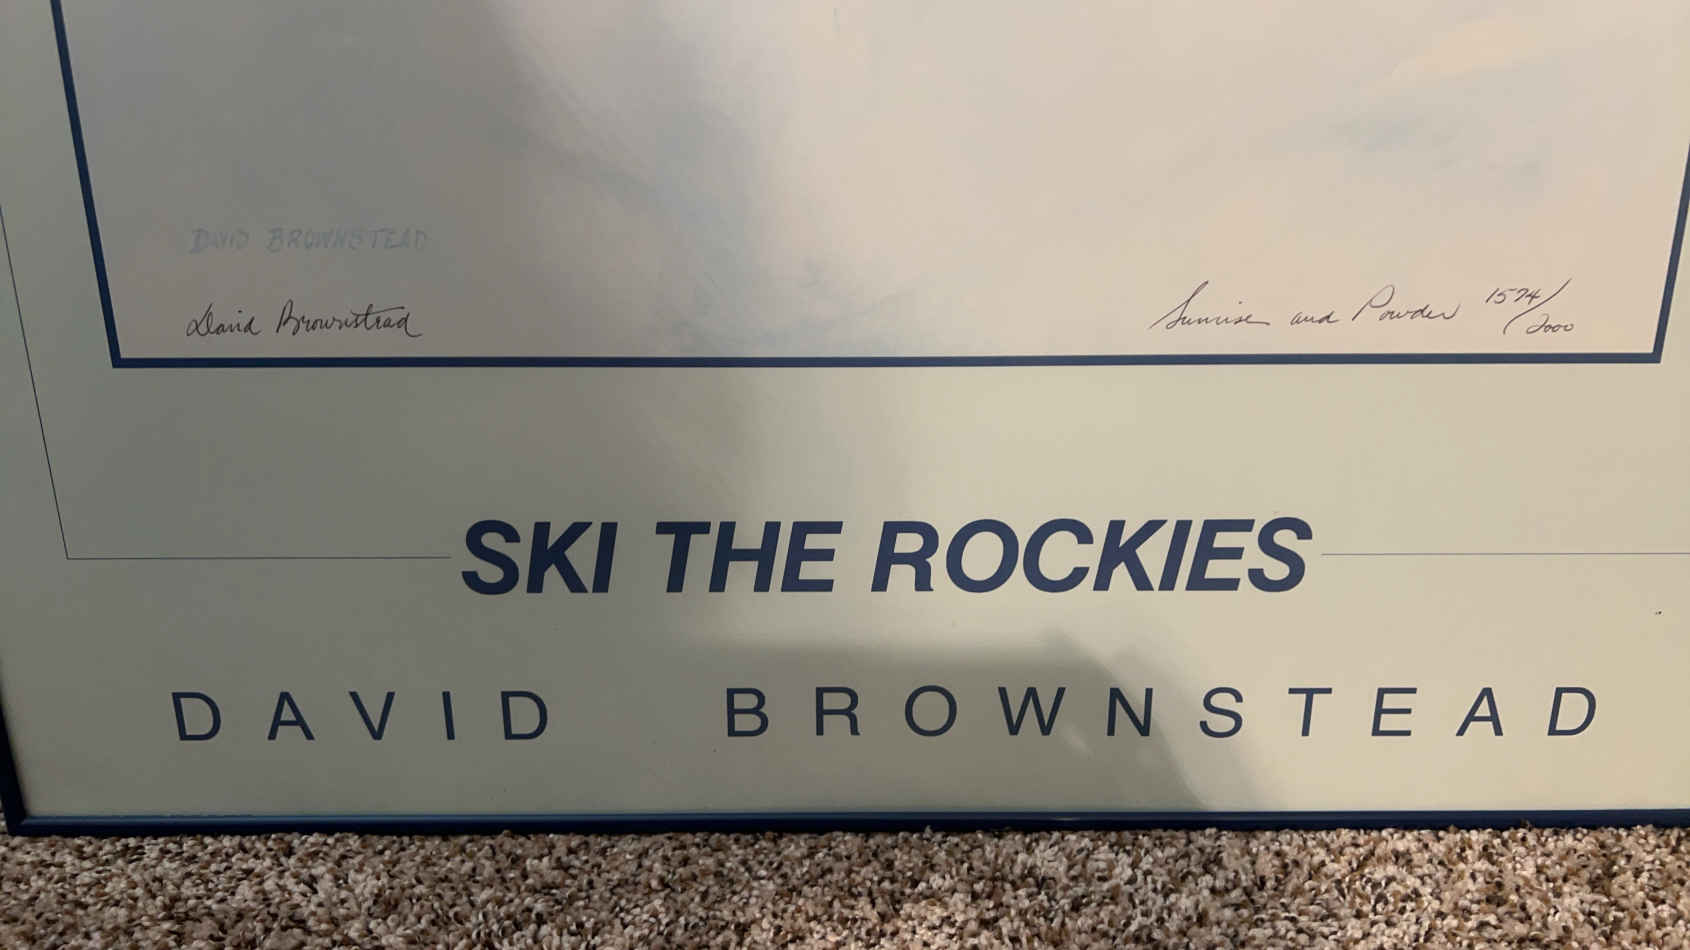 DAVID BROWNSTEAD
David Brownstead
Sunrise and Powder 1574/2000
SKI THE ROCKIES
DAVID BROWNSTEAD